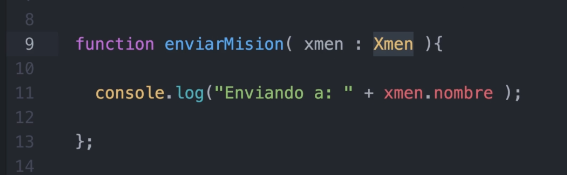 8
9 function enviarMision( xmen : Xmen ){
10
11 console.log("Enviando a: " + xmen.nombre );
12
13 };
14